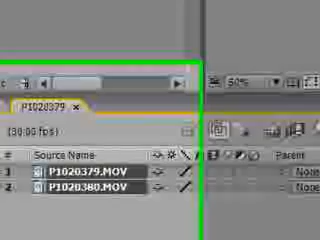 50%
P1020379 ×
(30.00 fps)
# Source Name Parent
1 P1020379.MOV None
2 P1020380.MOV None